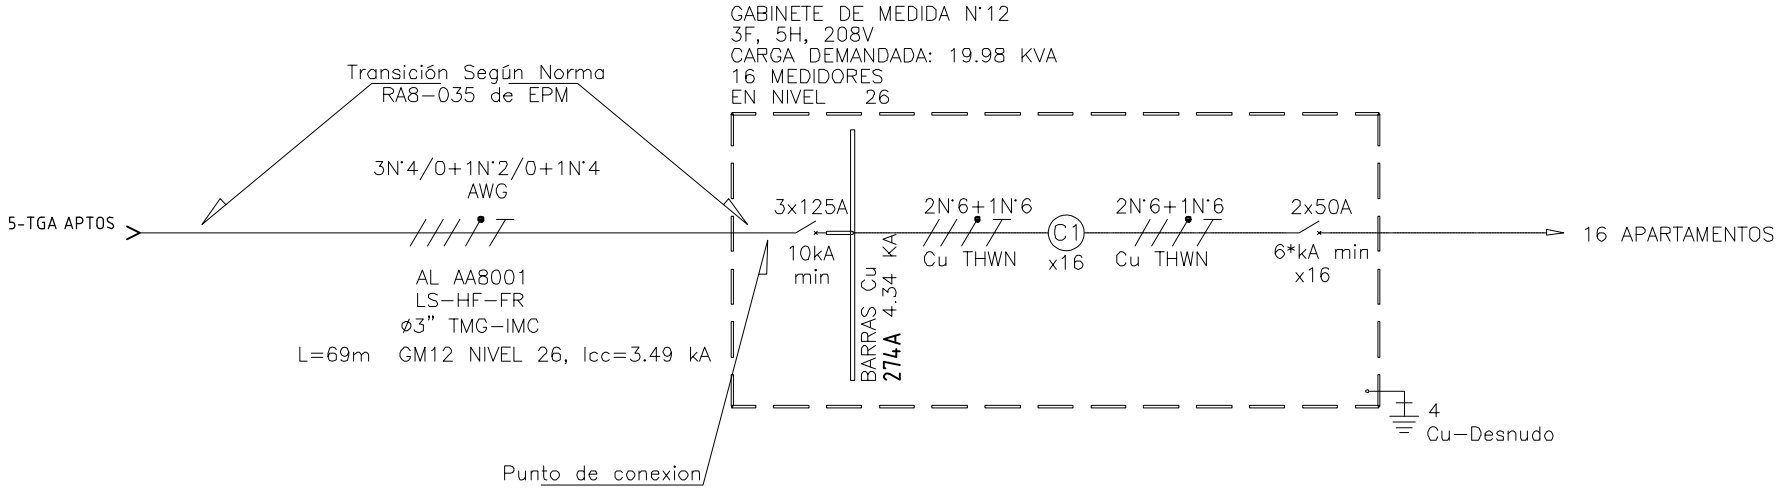 GABINETE DE MEDIDA N°12
3F, 5H, 208V
CARGA DEMANDADA: 19.98 KVA
16 MEDIDORES
EN NIVEL 26
Transición Según Norma
RA8-035 de EPM
3N°4/0+1N°2/0+1N°4
AWG
5-TGA APTOS
AL AA8001
LS-HF-FR
ø3" TMG-IMC
L=69m GM12 NIVEL 26, Icc=3.49 kA
3x125A
10kA
min
BARRAS Cu
274A 4.34 KA
2N°6+1N°6
Cu THWN
C1
x16
2N°6+1N°6
Cu THWN
2x50A
6*kA min
x16
16 APARTAMENTOS
4
Cu-Desnudo
Punto de conexion